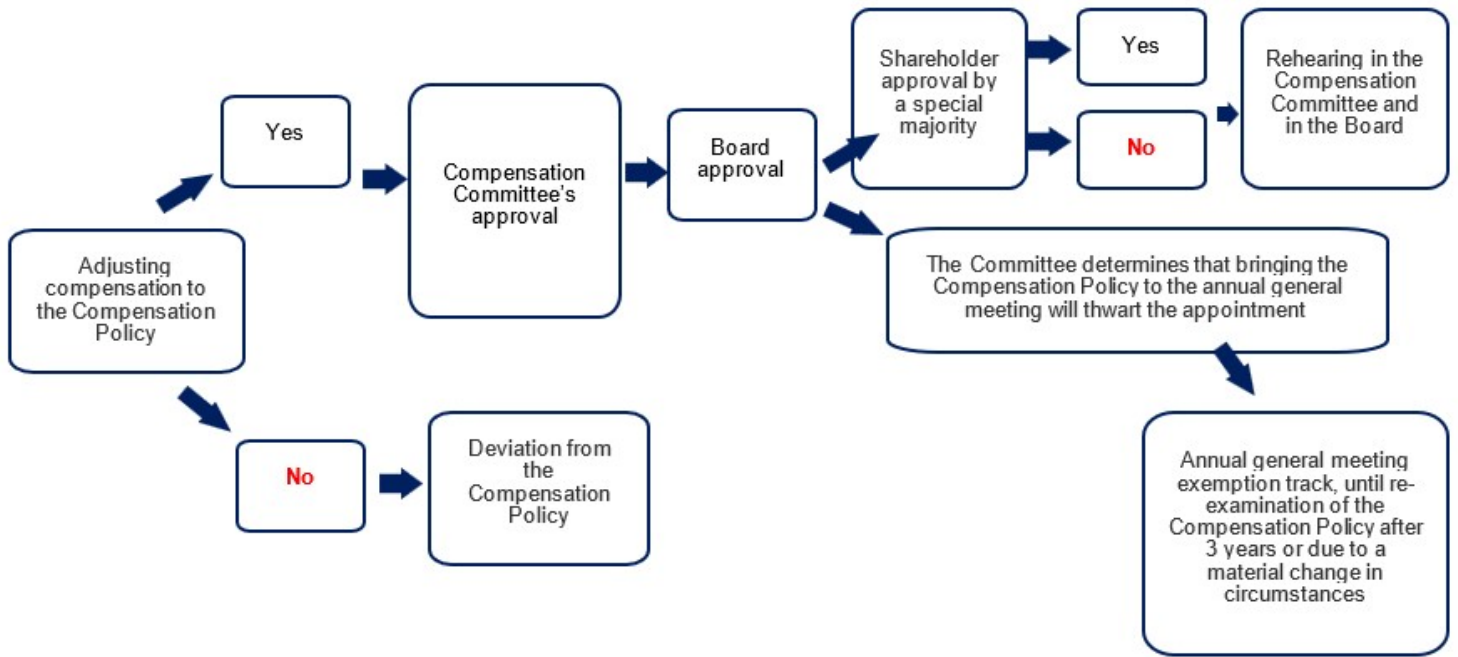 Adjusting
compensation to
the Compensation
Policy
Yes
No
Compensation
Committee's
approval
Deviation from
the
Compensation
Policy
Board
approval
Shareholder
approval by
a special
majority
Yes
No
Rehearing in the
Compensation
Committee and
in the Board
The Committee determines that bringing the
Compensation Policy to the annual general
meeting will thwart the appointment
Annual general meeting
exemption track, until re-
examination of the
Compensation Policy after
3 years or due to a
material change in
circumstances